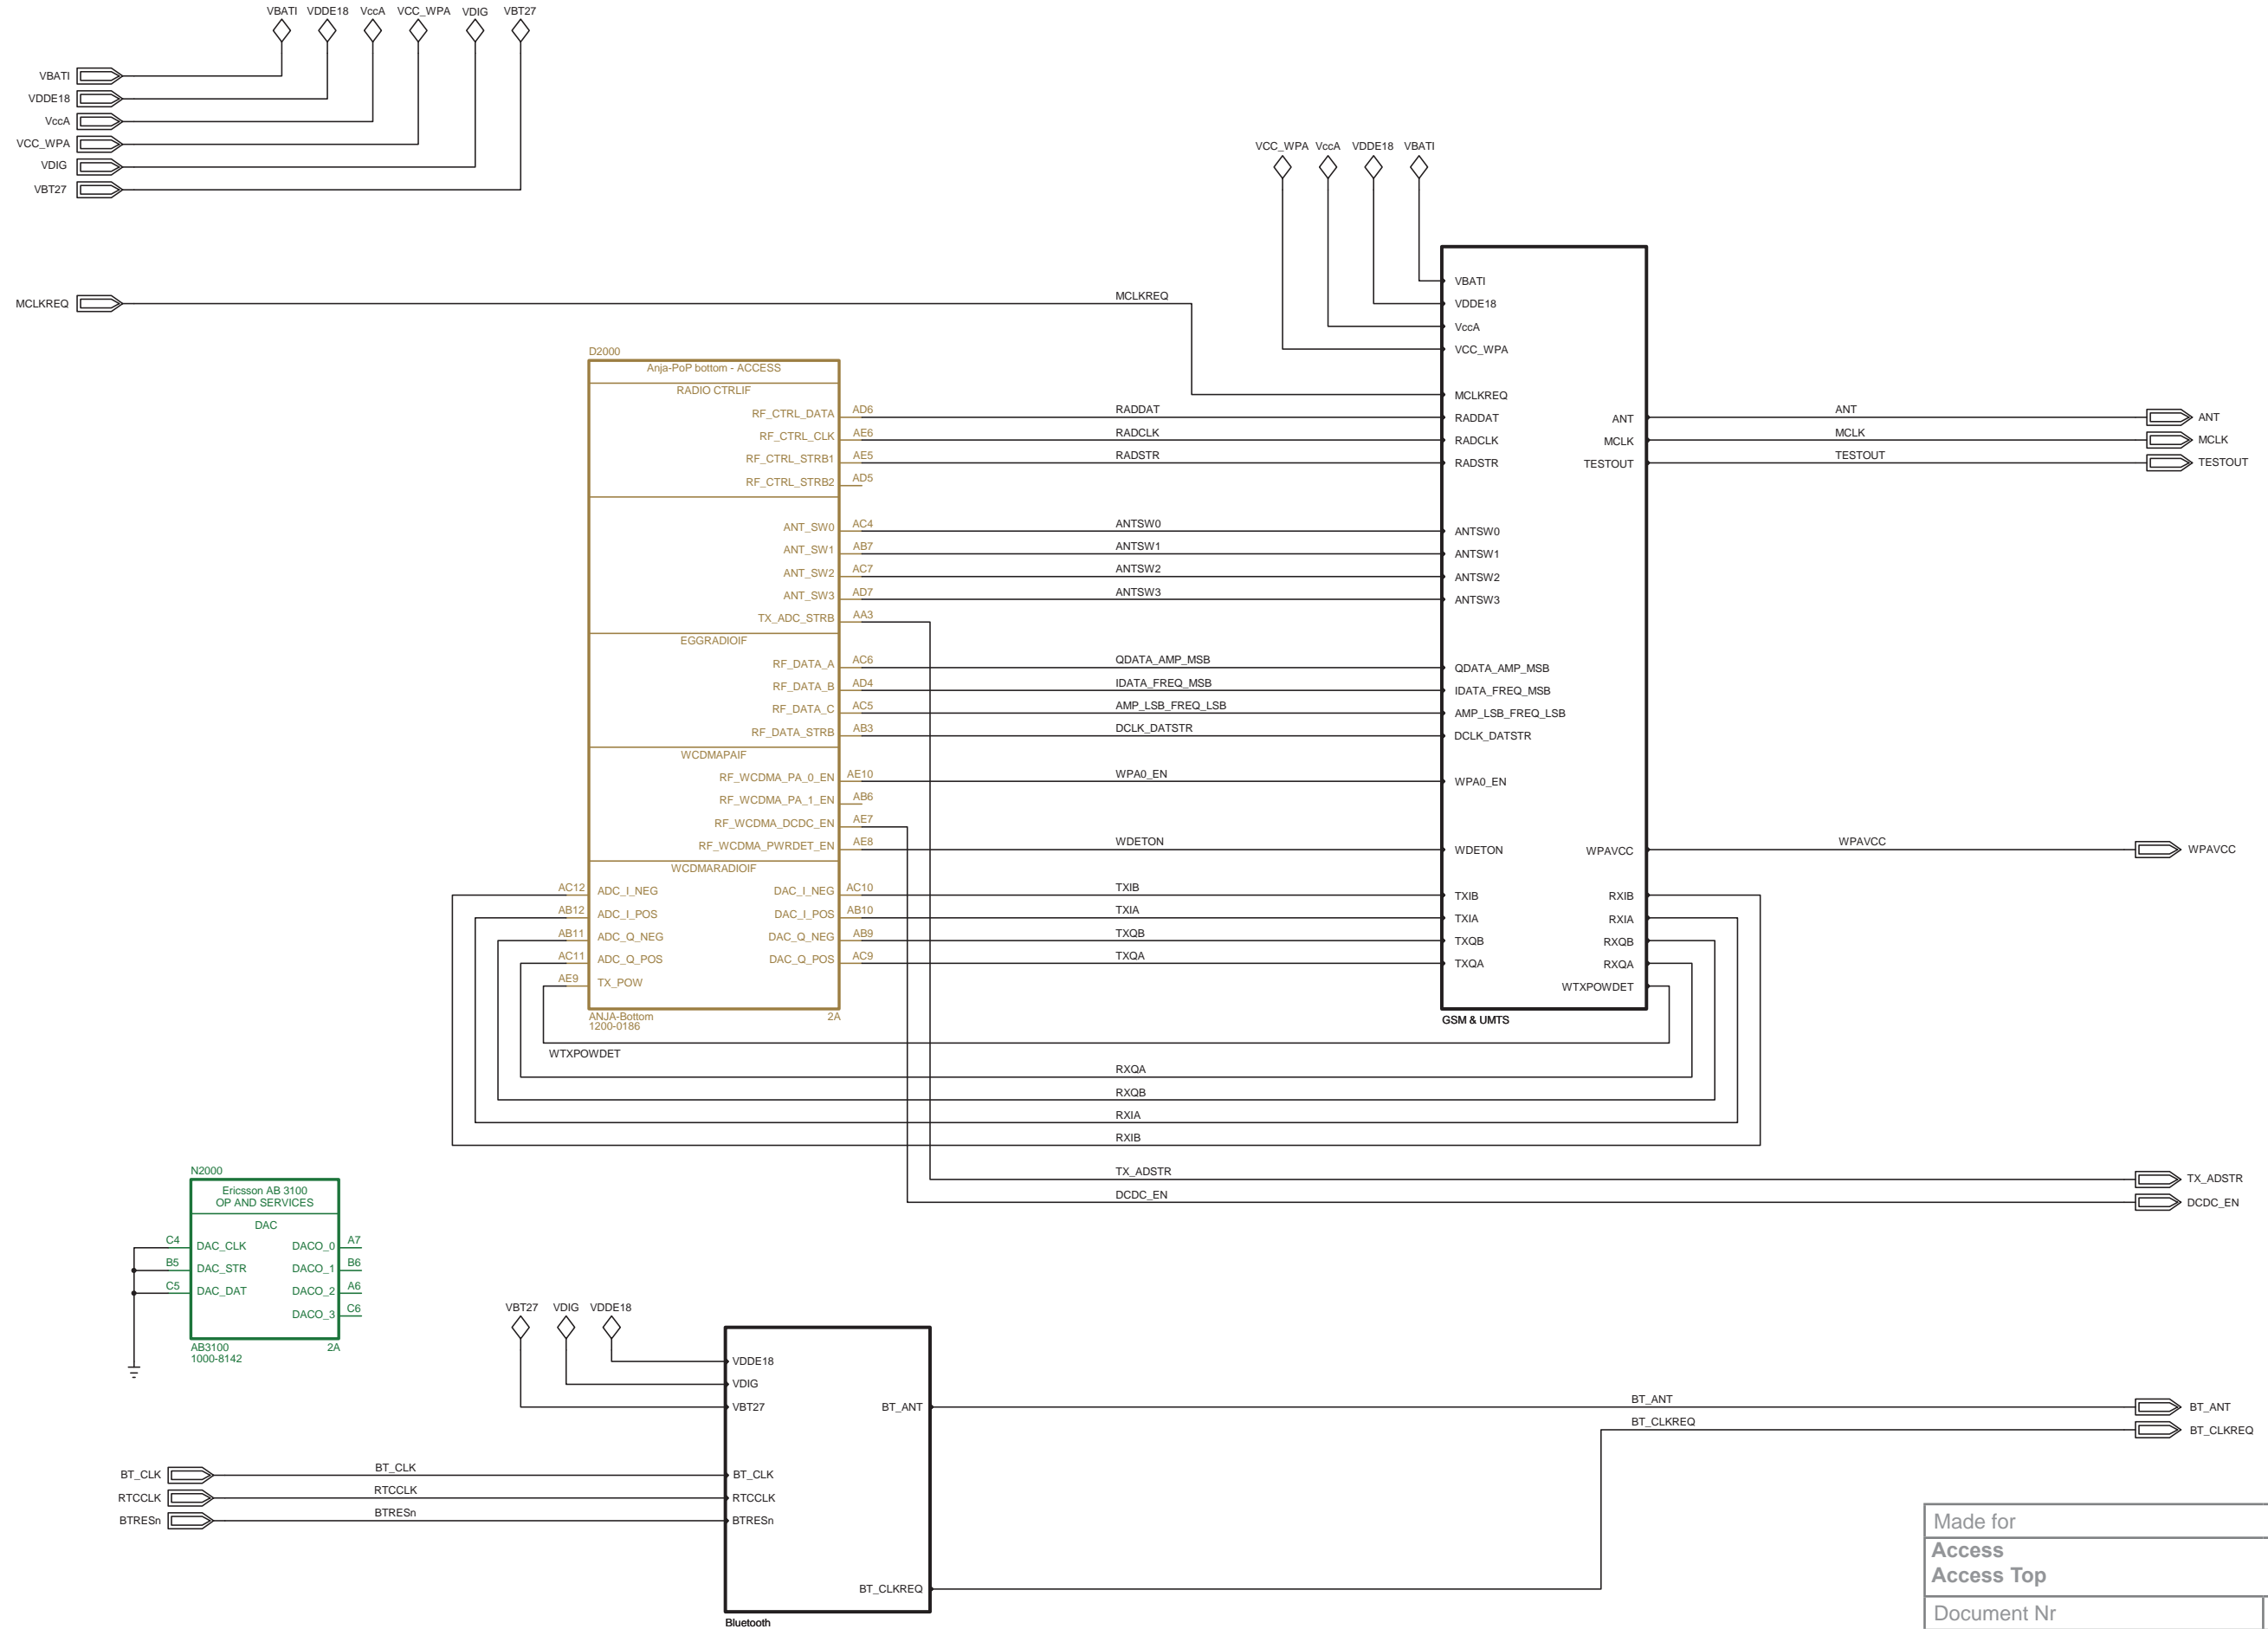 VBATI VDDE18 VccA VCC_WPA VDIG VBT27
VBATI
VDDE18
VccA
VCC_WPA
VDIG
VBT27
VCC_WPA VccA VDDE18 VBATI
MCLKREQ
MCLKREQ
D2000
Anja-PoP bottom - ACCESS
RADIO CTRLIF
RF_CTRL_DATA AD6
RF_CTRL_CLK AE6
RF_CTRL_STRB1 AE5
RF_CTRL_STRB2 AD5
ANT_SW0 AC4
ANT_SW1 AB7
ANT_SW2 AC7
ANT_SW3 AD7
TX_ADC_STRB AA3
EGGRADIOIF
RF_DATA_A AC6
RF_DATA_B AD4
RF_DATA_C AC5
RF_DATA_STRB AB3
WCDMAPAIF
RF_WCDMA_PA_0_EN AE10
RF_WCDMA_PA_1_EN AB6
RF_WCDMA_DCDC_EN AE7
RF_WCDMA_PWRDET_EN AE8
WCDMARADIOIF
AC12 ADC_I_NEG DAC_I_NEG AC10
AB12 ADC_I_POS DAC_I_POS AB10
AB11 ADC_Q_NEG DAC_Q_NEG AB9
AC11 ADC_Q_POS DAC_Q_POS AC9
AE9 TX_POW
ANJA-Bottom 2A
1200-0186
RADDAT
RADCLK
RADSTR
ANTSW0
ANTSW1
ANTSW2
ANTSW3
QDATA_AMP_MSB
IDATA_FREQ_MSB
AMP_LSB_FREQ_LSB
DCLK_DATSTR
WPA0_EN
WDETON
TXIB
TXIA
TXQB
TXQA
VBATI
VDDE18
VccA
VCC_WPA
MCLKREQ
RADDAT ANT
RADCLK MCLK
RADSTR TESTOUT
ANTSW0
ANTSW1
ANTSW2
ANTSW3
QDATA_AMP_MSB
IDATA_FREQ_MSB
AMP_LSB_FREQ_LSB
DCLK_DATSTR
WPA0_EN
WDETON WPAVCC
TXIB RXIB
TXIA RXIA
TXQB RXQB
TXQA RXQA
WTXPOWDET
GSM & UMTS
ANT ANT
MCLK MCLK
TESTOUT TESTOUT
WPAVCC WPAVCC
WTXPOWDET
RXQA
RXQB
RXIA
RXIB
TX_ADSTR TX_ADSTR
DCDC_EN DCDC_EN
N2000
Ericsson AB 3100
OP AND SERVICES
DAC
C4 DAC_CLK DACO_0 A7
B5 DAC_STR DACO_1 B6
C5 DAC_DAT DACO_2 A6
DACO_3 C6
AB3100 2A
1000-8142
VBT27 VDIG VDDE18
VDDE18
VDIG
VBT27 BT_ANT
BT_CLK
RTCCLK
BTRESn
BT_CLKREQ
Bluetooth
BT_CLK BT_CLK
RTCCLK RTCCLK
BTRESn BTRESn
BT_ANT BT_ANT
BT_CLKREQ BT_CLKREQ
Made for
Access
Access Top
Document Nr